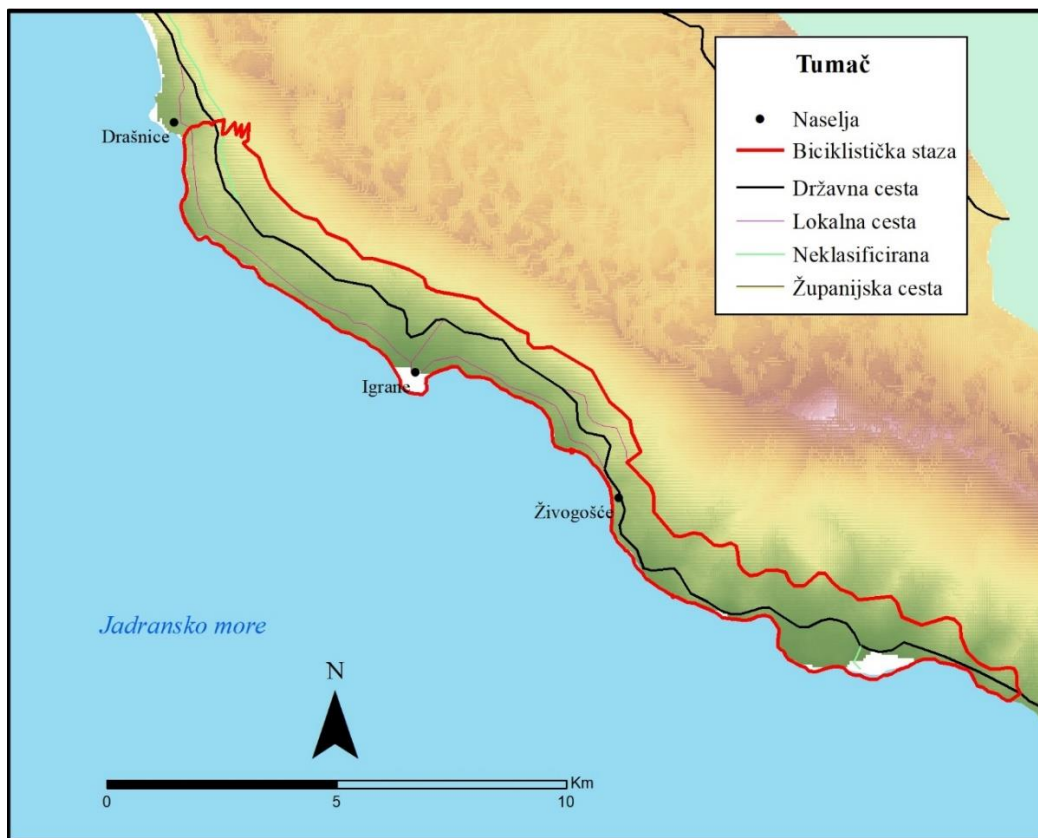 Tumač
Naselja
Biciklistička staza
Državna cesta
Lokalna cesta
Neklasificirana
Županijska cesta
Drašnice
Igrane
Živogošće
Jadransko more
N
Km
0 5 10